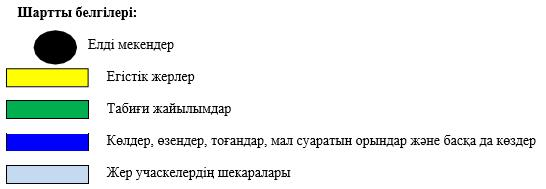 Шартты белгілері:
Елді мекендер
Егістік жерлер
Табиғи жайылымдар
Көлдер, өзендер, тоғандар, мал суаратын орындар және басқа да көздер
Жер учаскелердің шекаралары